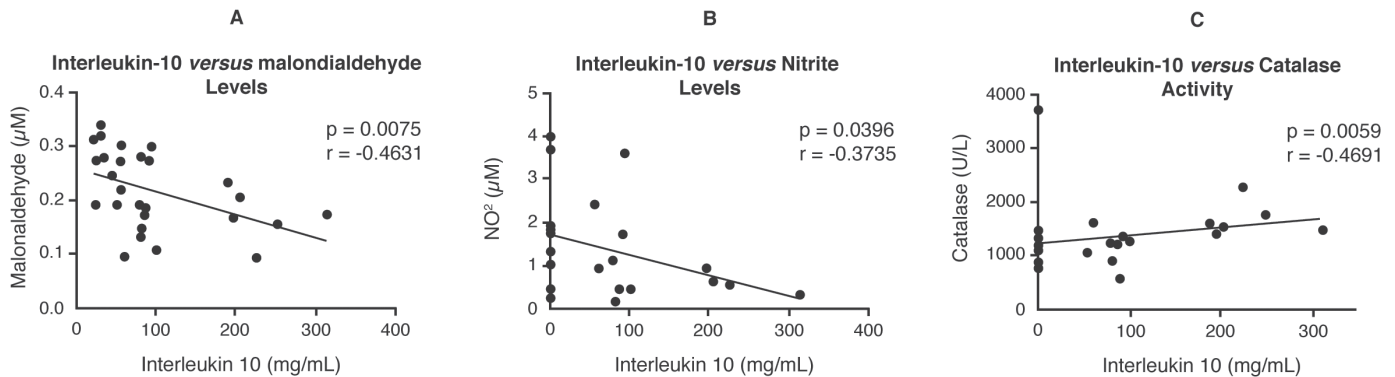 A
Interleukin-10 versus malondialdehyde
Levels
p = 0.0075
r = -0.4631
Malonaldehyde (µM)
0.4
0.3
0.2
0.1
0.0
0 100 200 300 400
Interleukin 10 (mg/mL)
B
Interleukin-10 versus Nitrite
Levels
p = 0.0396
r = -0.3735
NO² (µM)
5
4
3
2
1
0
0 100 200 300 400
Interleukin 10 (mg/mL)
C
Interleukin-10 versus Catalase
Activity
p = 0.0059
r = -0.4691
Catalase (U/L)
4000
3000
2000
1000
0
0 100 200 300
Interleukin 10 (mg/mL)